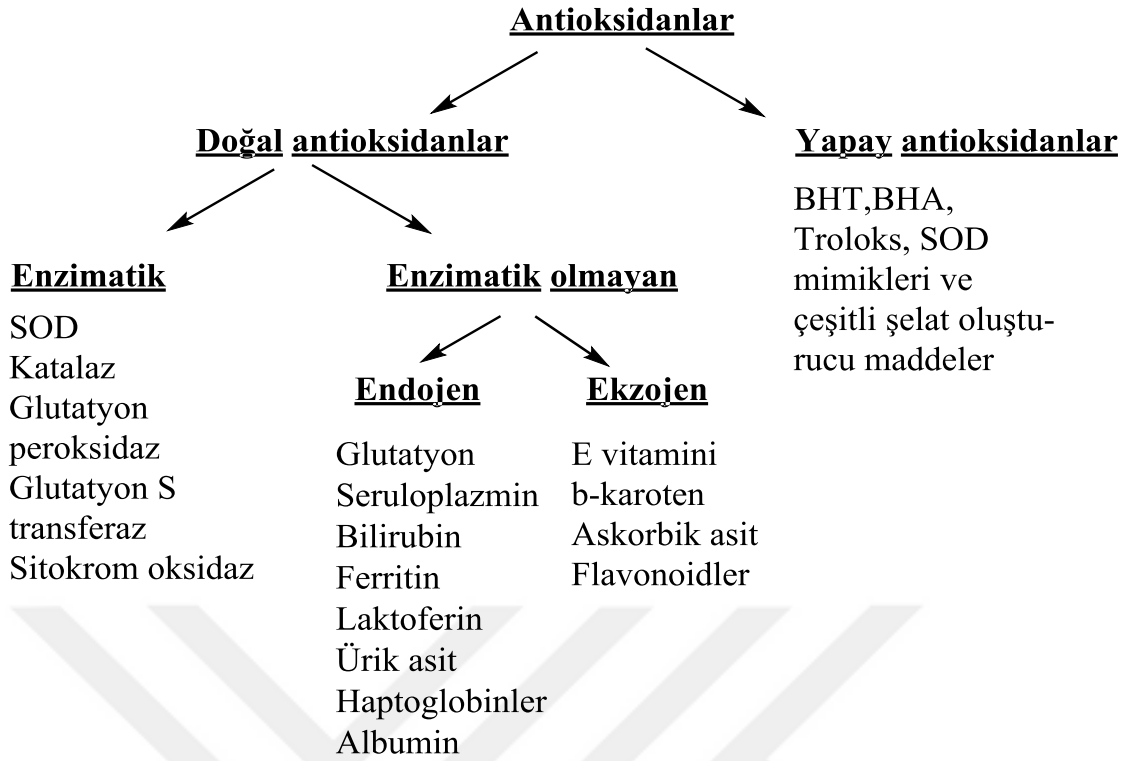 Antioksidanlar
Doğal antioksidanlar
Yapay antioksidanlar
BHT,BHA,
Troloks, SOD
mimikleri ve
çeşitli şelat oluştu-
rucu maddeler
Enzimatik
SOD
Katalaz
Glutatyon
peroksidaz
Glutatyon S
transferaz
Sitokrom oksidaz
Enzimatik olmayan
Endojen
Glutatyon
Seruloplazmin
Bilirubin
Ferritin
Laktoferin
Ürik asit
Haptoglobinler
Albumin
Ekzojen
E vitamini
b-karoten
Askorbik asit
Flavonoidler